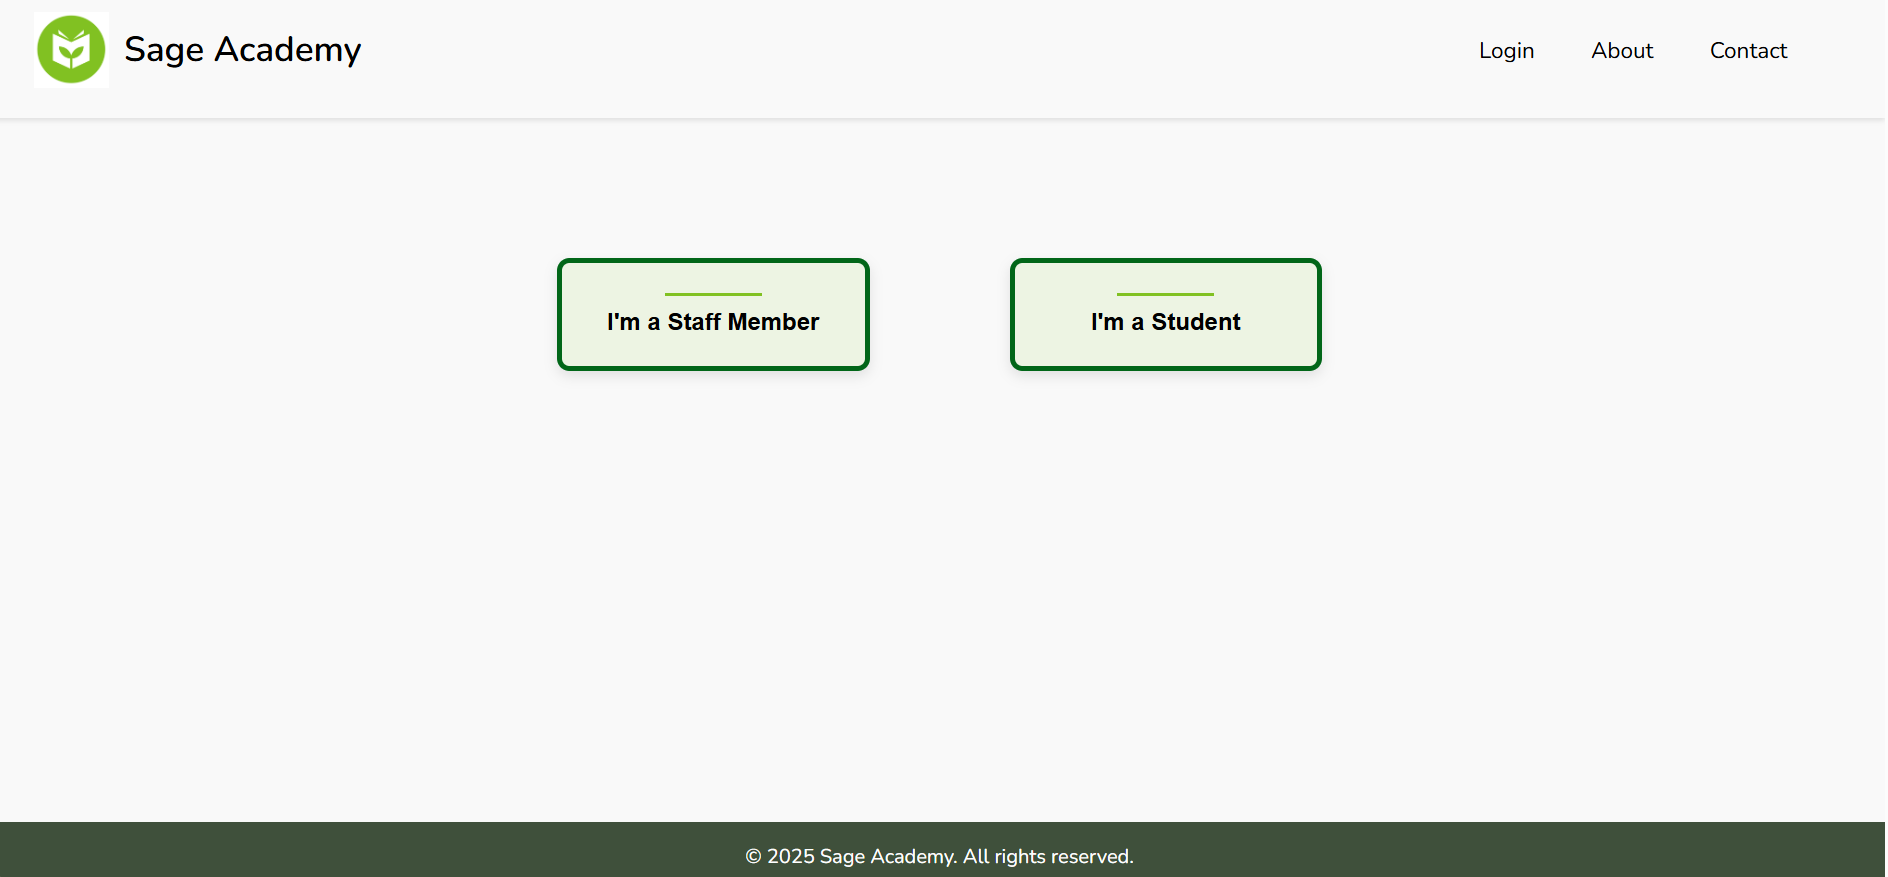 Sage Academy
Login About Contact
I'm a Staff Member
I'm a Student
© 2025 Sage Academy. All rights reserved.